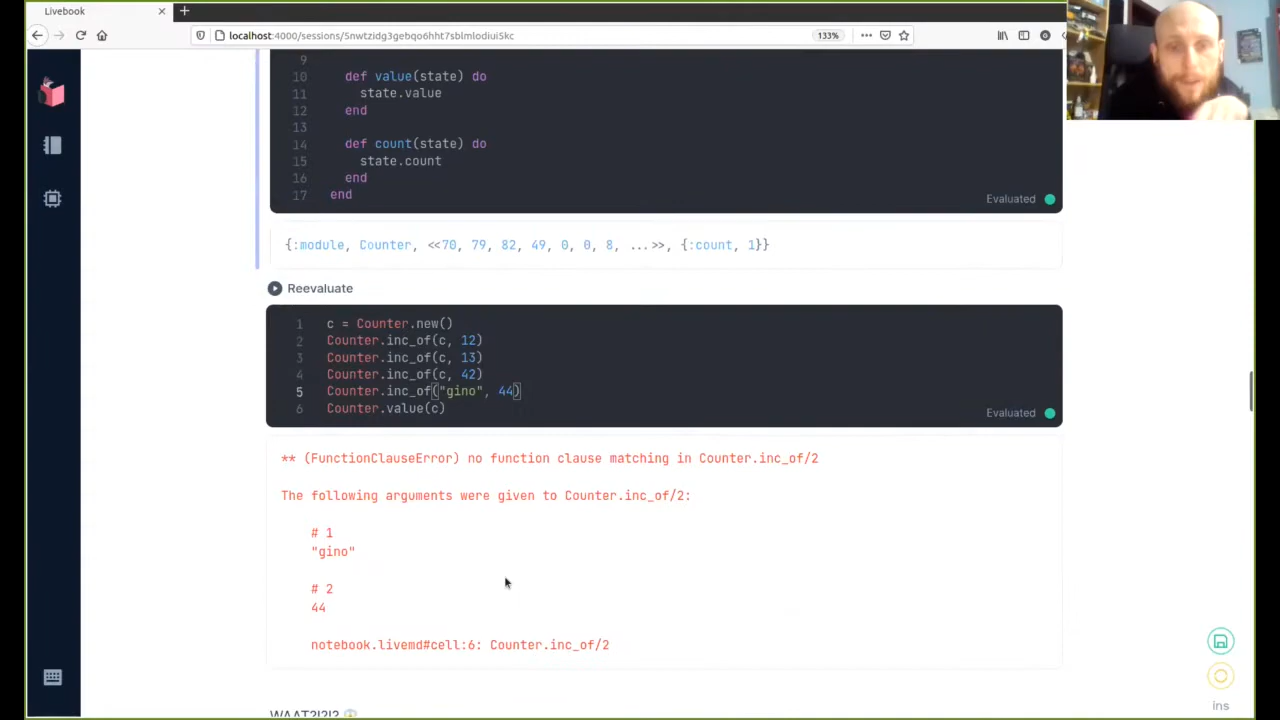 Livebook
localhost:4000/sessions/5nwtzidg3gebqo6hht7sblmlodiui5kc
133%
9
10 def value(state) do
11 state.value
12 end
13
14 def count(state) do
15 state.count
16 end
17 end
Evaluated
{:module, Counter, <<70, 79, 82, 49, 0, 0, 8, ...>>, {:count, 1}}
Reevaluate
1 c = Counter.new()
2 Counter.inc_of(c, 12)
3 Counter.inc_of(c, 13)
4 Counter.inc_of(c, 42)
5 Counter.inc_of("gino", 44)
6 Counter.value(c)
Evaluated
** (FunctionClauseError) no function clause matching in Counter.inc_of/2
The following arguments were given to Counter.inc_of/2:
# 1
"gino"
# 2
44
notebook.livemd#cell:6: Counter.inc_of/2
WAAT?!?!? 😱
ins